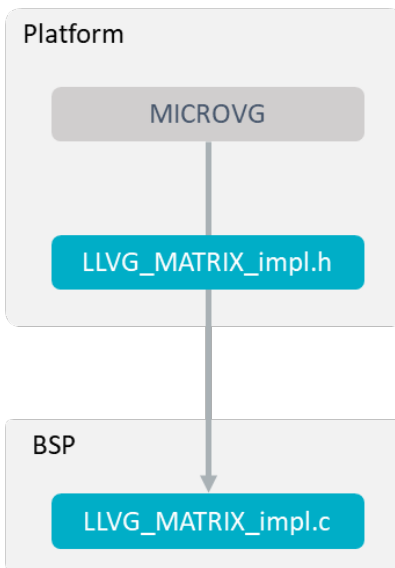 Platform
MICROVG
LLVG_MATRIX_impl.h
BSP
LLVG_MATRIX_impl.c